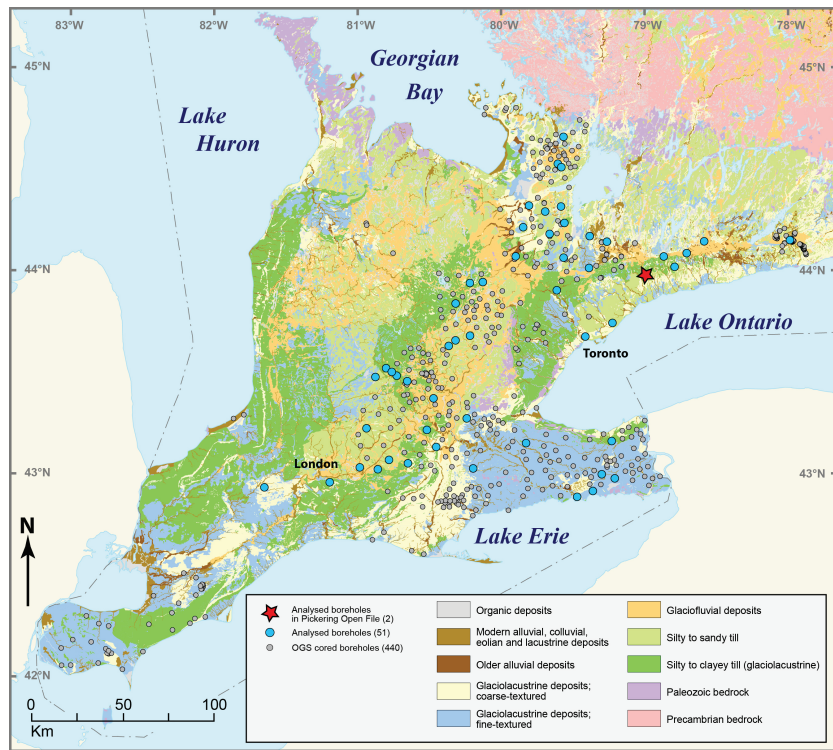 83°W 82°W 81°W 80°W 79°W 78°W
45°N 45°N
Georgian
Bay
Lake
Huron
44°N 44°N
Lake Ontario
Toronto
43°N 43°N
London
N
Lake Erie
42°N
0 50 100
Km
Analysed boreholes
in Pickering Open File (2)
Analysed boreholes (51)
OGS cored boreholes (440)
Organic deposits
Modern alluvial, colluvial,
eolian and lacustrine deposits
Older alluvial deposits
Glaciolacustrine deposits;
coarse-textured
Glaciolacustrine deposits;
fine-textured
Glaciofluvial deposits
Silty to sandy till
Silty to clayey till (glaciolacustrine)
Paleozoic bedrock
Precambrian bedrock